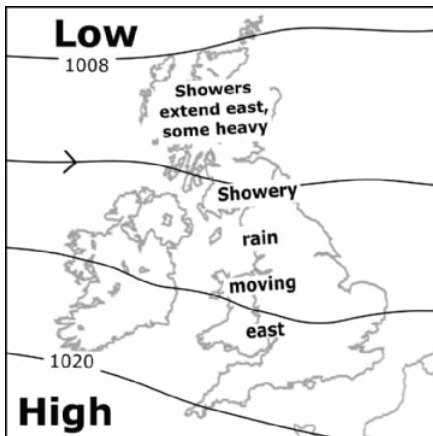 Low
1008
Showers
extend east,
some heavy
Showery
rain
moving
east
1020
High